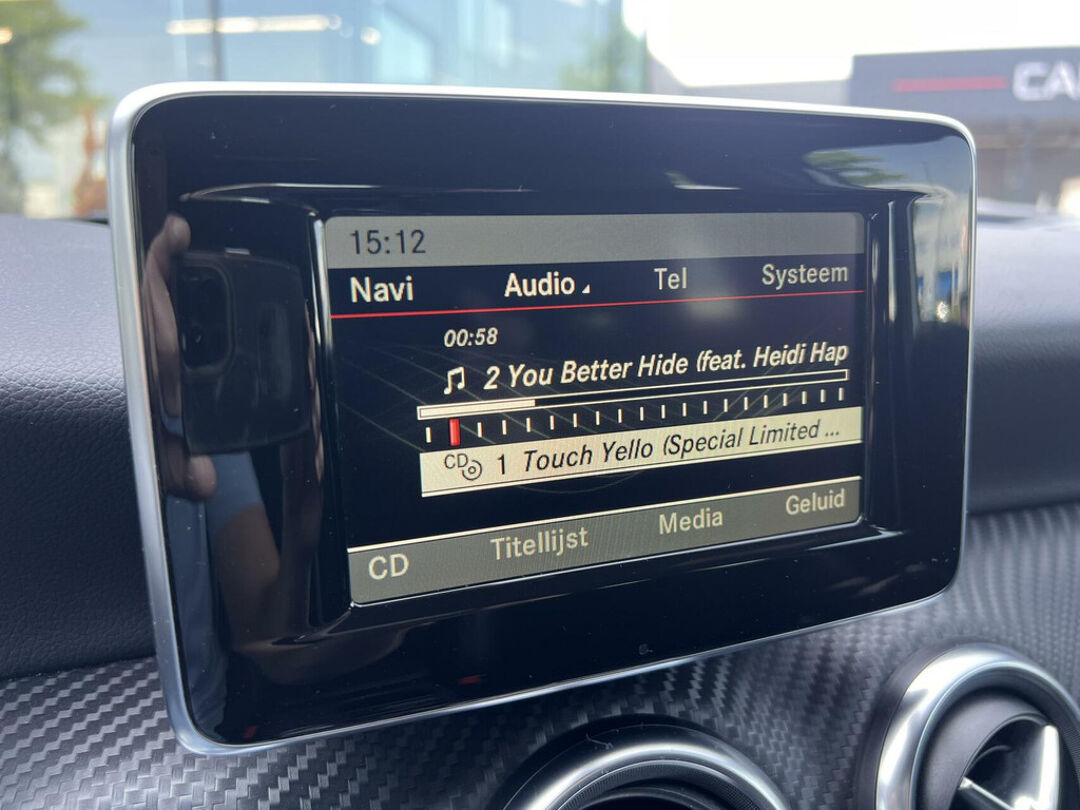 CA
15:12
Navi Audio Tel Systeem
00:58
2 You Better Hide (feat. Heidi Hap
CD 1 Touch Yello (Special Limited ...
CD Titellijst Media Geluid